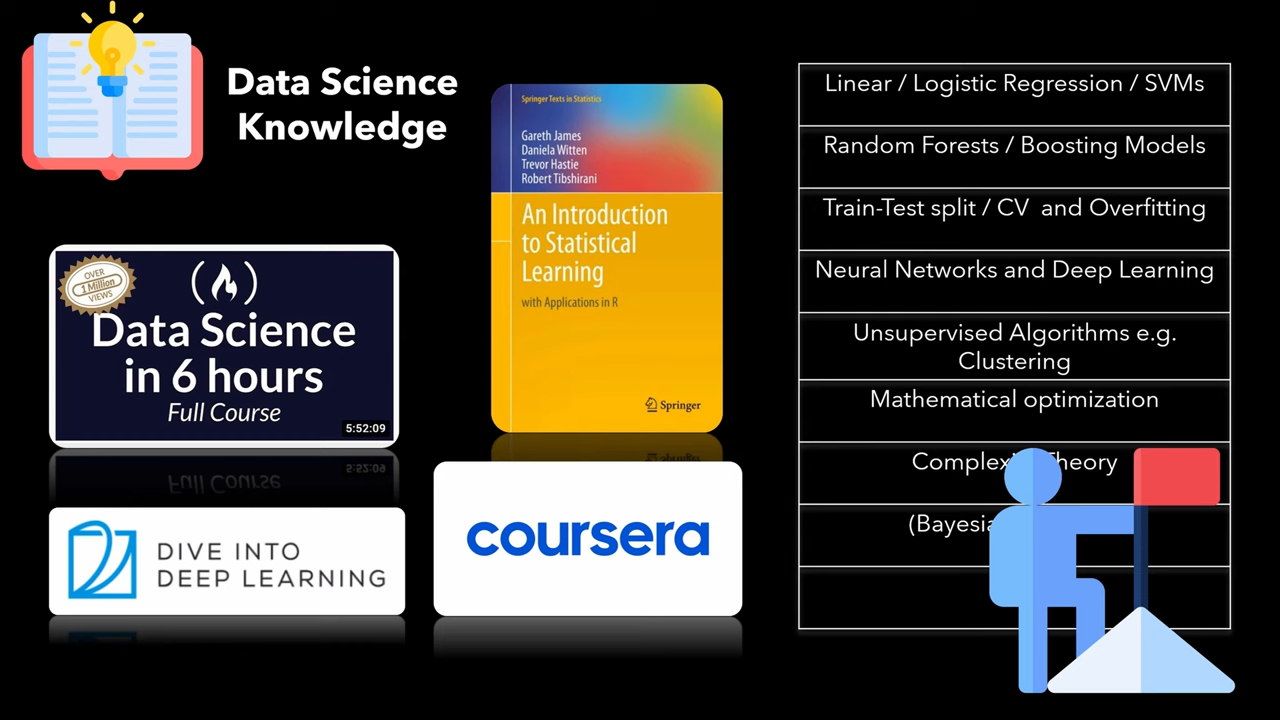 Data Science
Knowledge
Springer Texts in Statistics
Gareth James
Daniela Witten
Trevor Hastie
Robert Tibshirani
An Introduction
to Statistical
Learning
with Applications in R
Springer
OVER
1 Million
VIEWS
Data Science
in 6 hours
Full Course
5:52:09
DIVE INTO
DEEP LEARNING
coursera
Linear / Logistic Regression / SVMs
Random Forests / Boosting Models
Train-Test split / CV and Overfitting
Neural Networks and Deep Learning
Unsupervised Algorithms e.g.
Clustering
Mathematical optimization